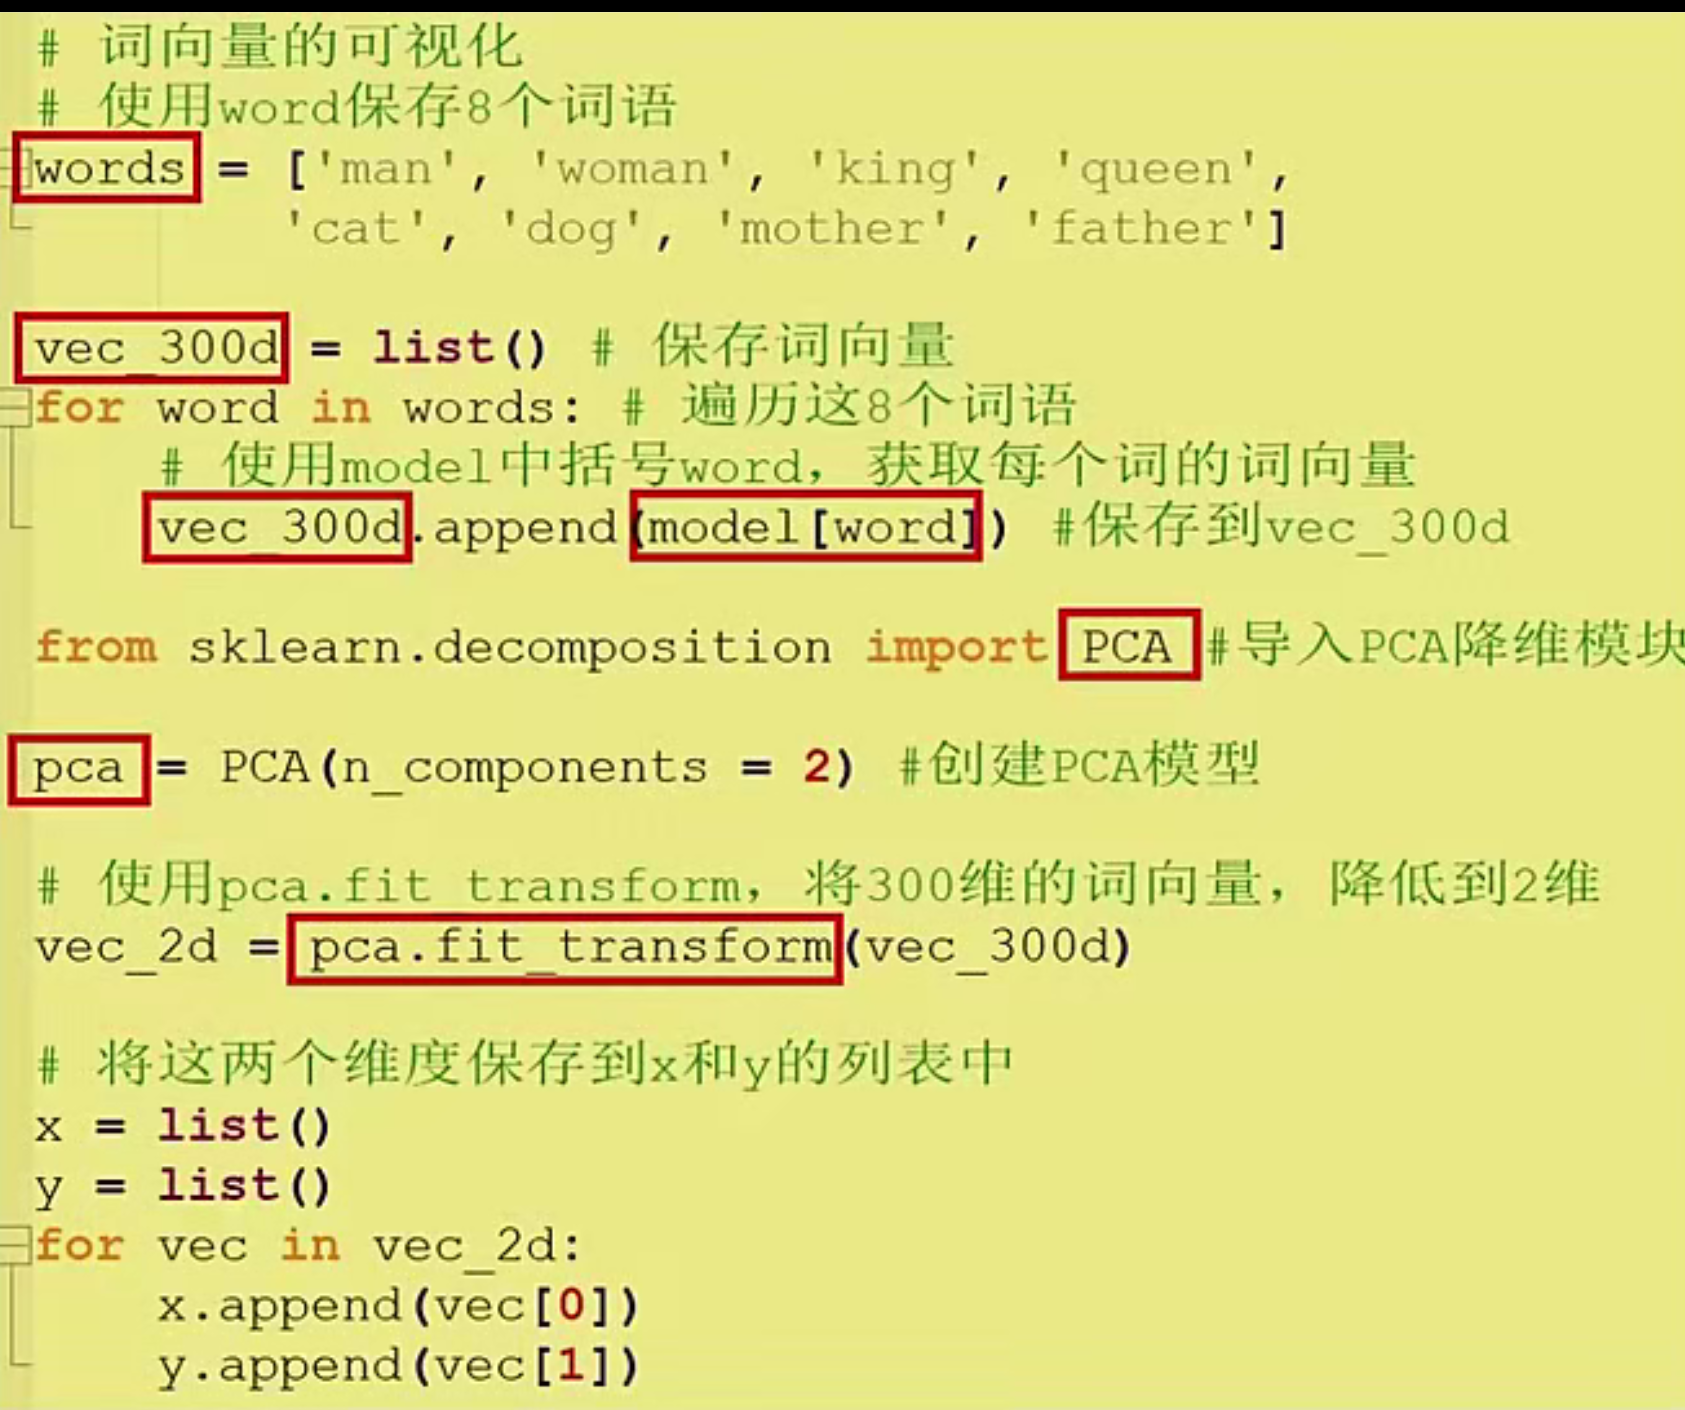 # 词向量的可视化
# 使用word保存8个词语
words = ['man', 'woman', 'king', 'queen',
'cat', 'dog', 'mother', 'father']
vec_300d = list() # 保存词向量
for word in words: # 遍历这8个词语
# 使用model中括号word，获取每个词的词向量
vec_300d.append(model[word]) #保存到vec_300d
from sklearn.decomposition import PCA #导入PCA降维模块
pca = PCA(n_components = 2) #创建PCA模型
# 使用pca.fit_transform，将300维的词向量，降低到2维
vec_2d = pca.fit_transform(vec_300d)
# 将这两个维度保存到x和y的列表中
x = list()
y = list()
for vec in vec_2d:
x.append(vec[0])
y.append(vec[1])